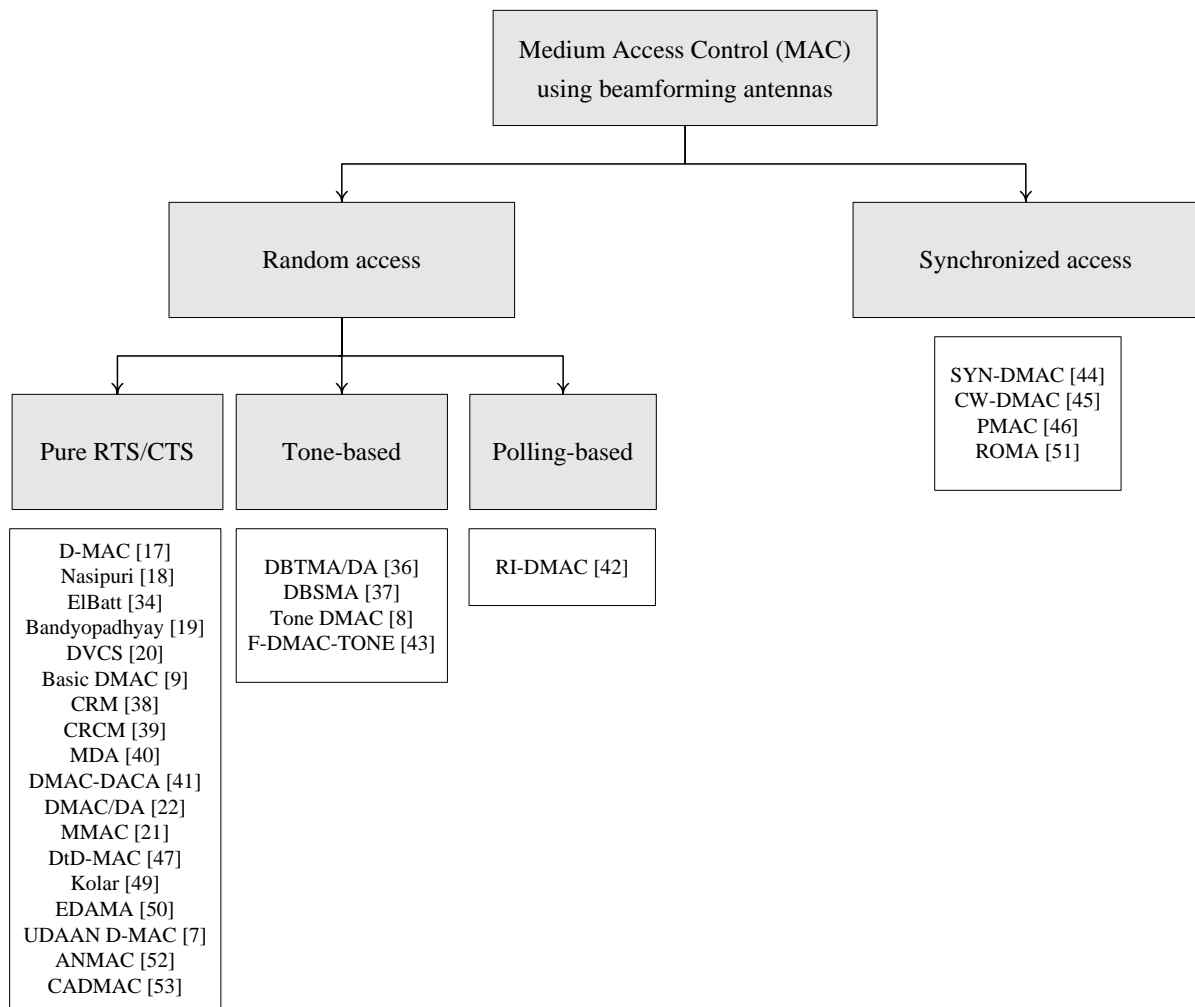 Medium Access Control (MAC)
using beamforming antennas
Random access
Synchronized access
SYN-DMAC [44]
CW-DMAC [45]
PMAC [46]
ROMA [51]
Pure RTS/CTS
Tone-based
Polling-based
D-MAC [17]
Nasipuri [18]
ElBatt [34]
Bandyopadhyay [19]
DVCS [20]
Basic DMAC [9]
CRM [38]
CRCM [39]
MDA [40]
DMAC-DACA [41]
DMAC/DA [22]
MMAC [21]
DtD-MAC [47]
Kolar [49]
EDAMA [50]
UDAAN D-MAC [7]
ANMAC [52]
CADMAC [53]
DBTMA/DA [36]
DBSMA [37]
Tone DMAC [8]
F-DMAC-TONE [43]
RI-DMAC [42]